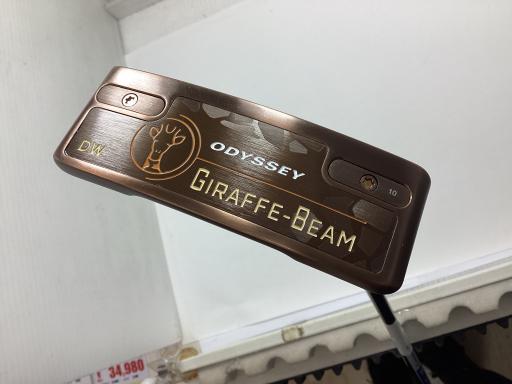 DW
ODYSSEY
10
GIRAFFE-BEAM
34,980